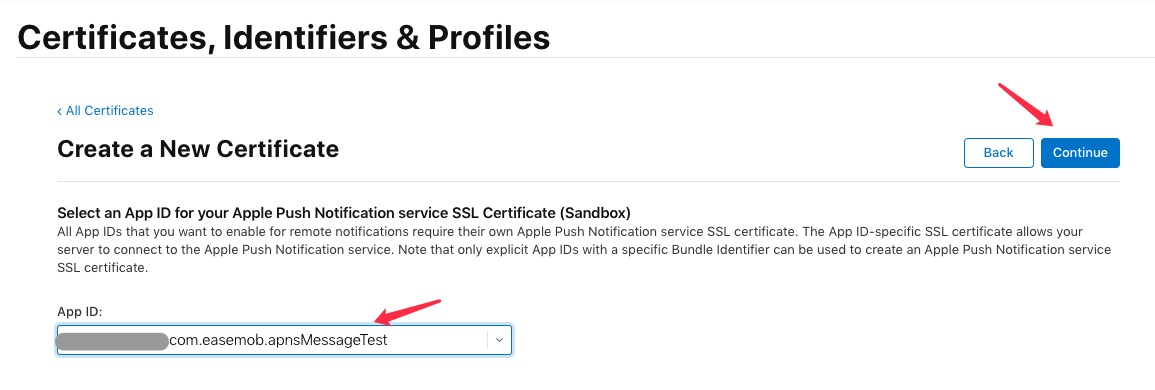 Certificates, Identifiers & Profiles
‹ All Certificates
Create a New Certificate
Back
Continue
Select an App ID for your Apple Push Notification service SSL Certificate (Sandbox)
All App IDs that you want to enable for remote notifications require their own Apple Push Notification service SSL certificate. The App ID-specific SSL certificate allows your
server to connect to the Apple Push Notification service. Note that only explicit App IDs with a specific Bundle Identifier can be used to create an Apple Push Notification service
SSL certificate.
App ID:
com.easemob.apnsMessageTest